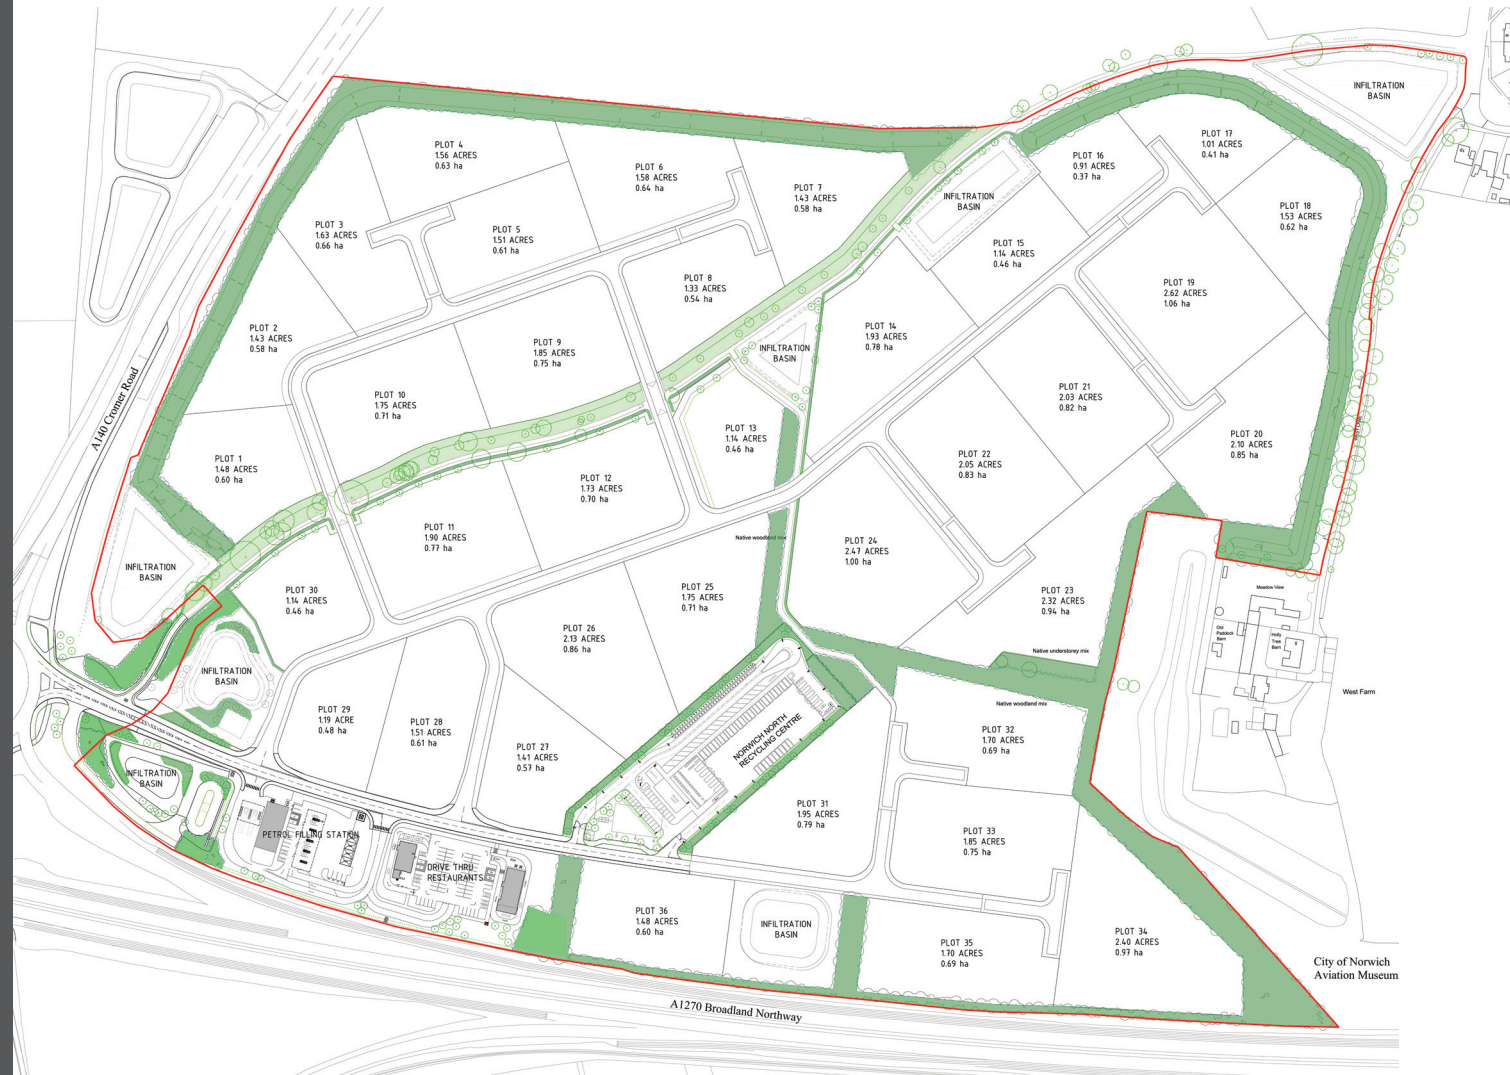 INFILTRATION
BASIN
PLOT 17
1.01 ACRES
0.41 ha
PLOT 4
1.56 ACRES
0.63 ha
PLOT 6
1.58 ACRES
0.64 ha
PLOT 16
0.91 ACRES
0.37 ha
PLOT 7
1.43 ACRES
0.58 ha
INFILTRATION
BASIN
PLOT 18
1.53 ACRES
0.62 ha
PLOT 3
1.63 ACRES
0.66 ha
PLOT 5
1.51 ACRES
0.61 ha
PLOT 15
1.14 ACRES
0.46 ha
PLOT 8
1.33 ACRES
0.54 ha
PLOT 19
2.62 ACRES
1.06 ha
PLOT 2
1.43 ACRES
0.58 ha
PLOT 9
1.85 ACRES
0.75 ha
INFILTRATION
BASIN
PLOT 14
1.93 ACRES
0.78 ha
A140 Cromer Road
PLOT 10
1.75 ACRES
0.71 ha
PLOT 21
2.03 ACRES
0.82 ha
PLOT 13
1.14 ACRES
0.46 ha
PLOT 20
2.10 ACRES
0.85 ha
PLOT 1
1.48 ACRES
0.60 ha
PLOT 12
1.73 ACRES
0.70 ha
PLOT 22
2.05 ACRES
0.83 ha
PLOT 11
1.90 ACRES
0.77 ha
Native woodland mix
PLOT 24
2.47 ACRES
1.00 ha
INFILTRATION
BASIN
PLOT 30
1.14 ACRES
0.46 ha
PLOT 25
1.75 ACRES
0.71 ha
PLOT 23
2.32 ACRES
0.94 ha
Meadow View
PLOT 26
2.13 ACRES
0.86 ha
Old
Paddock
Barn
Holly
Tree
Barn
Native understorey mix
INFILTRATION
BASIN
West Farm
Native woodland mix
PLOT 29
1.19 ACRE
0.48 ha
PLOT 28
1.51 ACRES
0.61 ha
PLOT 27
1.41 ACRES
0.57 ha
NORWICH NORTH
RECYCLING CENTRE
PLOT 32
1.70 ACRES
0.69 ha
INFILTRATION
BASIN
PLOT 31
1.95 ACRES
0.79 ha
PETROL FILLING STATION
PLOT 33
1.85 ACRES
0.75 ha
DRIVE THRU
RESTAURANTS
PLOT 36
1.48 ACRES
0.60 ha
INFILTRATION
BASIN
PLOT 35
1.70 ACRES
0.69 ha
PLOT 34
2.40 ACRES
0.97 ha
City of Norwich
Aviation Museum
A1270 Broadland Northway